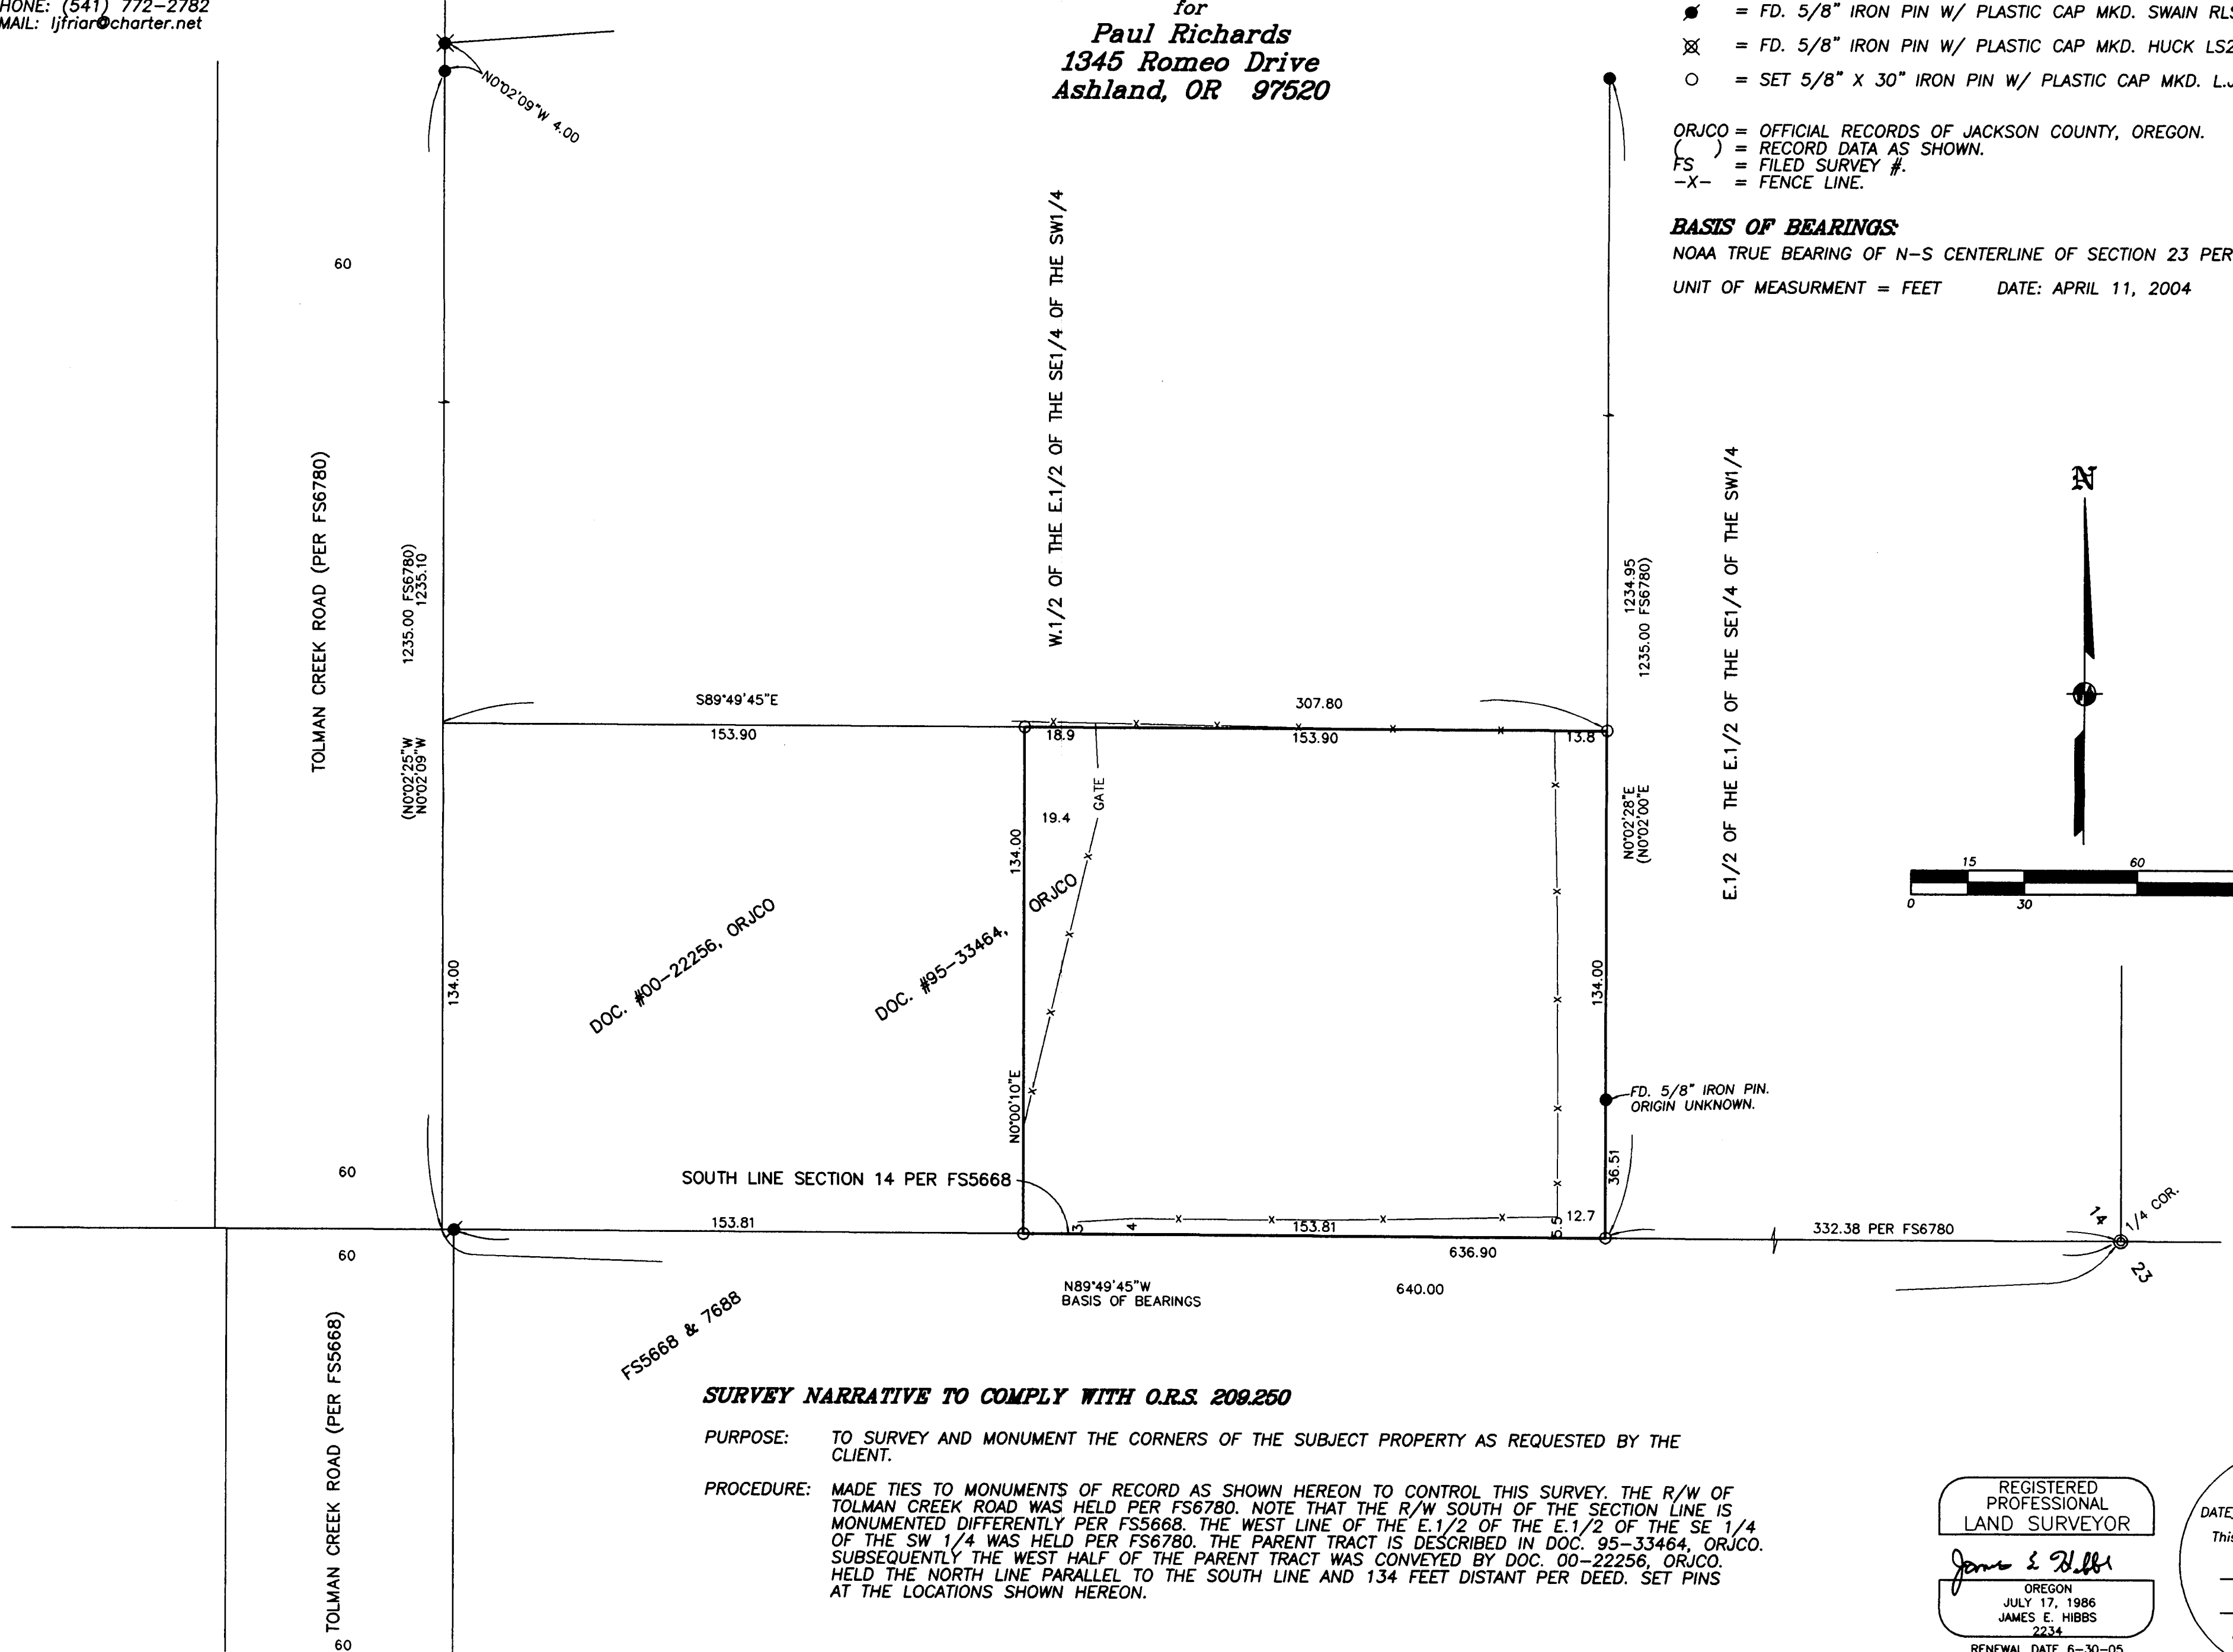 HONE: (541) 772-2782
MAIL: ljfriar@charter.net
for
Paul Richards
1345 Romeo Drive
Ashland, OR 97520
= FD. 5/8" IRON PIN W/ PLASTIC CAP MKD. SWAIN RLS
= FD. 5/8" IRON PIN W/ PLASTIC CAP MKD. HUCK LS2
= SET 5/8" X 30" IRON PIN W/ PLASTIC CAP MKD. L.J
ORJCO = OFFICIAL RECORDS OF JACKSON COUNTY, OREGON.
( ) = RECORD DATA AS SHOWN.
FS = FILED SURVEY #.
-X- = FENCE LINE.
BASIS OF BEARINGS:
NOAA TRUE BEARING OF N-S CENTERLINE OF SECTION 23 PER
UNIT OF MEASURMENT = FEET DATE: APRIL 11, 2004
N0°02'09"W 4.00
60
TOLMAN CREEK ROAD (PER FS6780)
1235.00 FS6780)
1235.10
(N0°02'25"W
N0°02'09"W
W.1/2 OF THE E.1/2 OF THE SE1/4 OF THE SW1/4
1234.95
1235.00 FS6780)
N0°02'28"E
(N0°02'00"E
E.1/2 OF THE E.1/2 OF THE SE1/4 OF THE SW1/4
N
15 60
0 30
S89°49'45"E
307.80
153.90
18.9
153.90
13.8
GATE
19.4
134.00
134.00
134.00
DOC. #00-22256, ORJCO
DOC. #95-33464, ORJCO
N0°00'10"E
FD. 5/8" IRON PIN.
ORIGIN UNKNOWN.
36.51
SOUTH LINE SECTION 14 PER FS5668
60
153.81
3
4
153.81
5.5
12.7
332.38 PER FS6780
14
1/4 COR.
23
60
636.90
N89°49'45"W
BASIS OF BEARINGS
640.00
FS5668 & 7688
TOLMAN CREEK ROAD (PER FS5668)
60
SURVEY NARRATIVE TO COMPLY WITH O.R.S. 209.250
PURPOSE: TO SURVEY AND MONUMENT THE CORNERS OF THE SUBJECT PROPERTY AS REQUESTED BY THE
CLIENT.
PROCEDURE: MADE TIES TO MONUMENTS OF RECORD AS SHOWN HEREON TO CONTROL THIS SURVEY. THE R/W OF
TOLMAN CREEK ROAD WAS HELD PER FS6780. NOTE THAT THE R/W SOUTH OF THE SECTION LINE IS
MONUMENTED DIFFERENTLY PER FS5668. THE WEST LINE OF THE E.1/2 OF THE E.1/2 OF THE SE 1/4
OF THE SW 1/4 WAS HELD PER FS6780. THE PARENT TRACT IS DESCRIBED IN DOC. 95-33464, ORJCO.
SUBSEQUENTLY THE WEST HALF OF THE PARENT TRACT WAS CONVEYED BY DOC. 00-22256, ORJCO.
HELD THE NORTH LINE PARALLEL TO THE SOUTH LINE AND 134 FEET DISTANT PER DEED. SET PINS
AT THE LOCATIONS SHOWN HEREON.
REGISTERED
PROFESSIONAL
LAND SURVEYOR
James E Hibbs
OREGON
JULY 17, 1986
JAMES E. HIBBS
2234
RENEWAL DATE 6-30-05
DATE
This